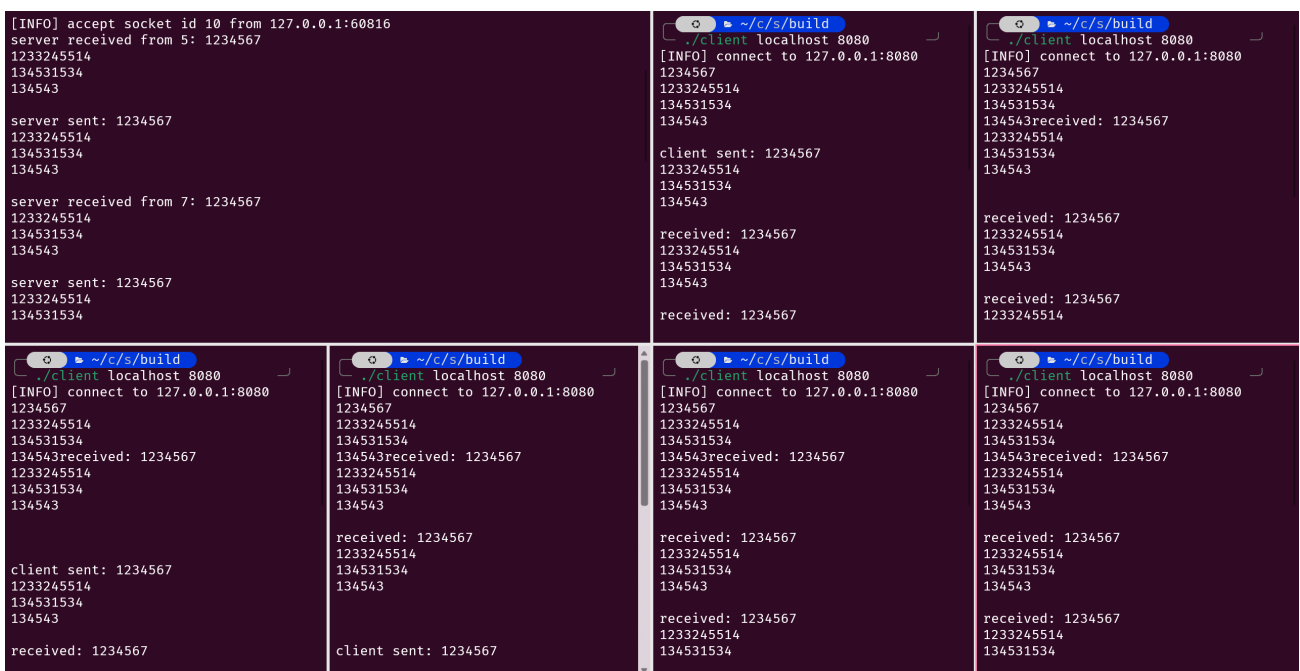 [INFO] accept socket id 10 from 127.0.0.1:60816
server received from 5: 1234567
1233245514
134531534
134543
server sent: 1234567
1233245514
134531534
134543
server received from 7: 1234567
1233245514
134531534
134543
server sent: 1234567
1233245514
134531534
~/c/s/build
./client localhost 8080
[INFO] connect to 127.0.0.1:8080
1234567
1233245514
134531534
134543
client sent: 1234567
1233245514
134531534
134543
received: 1234567
1233245514
134531534
134543
received: 1234567
~/c/s/build
./client localhost 8080
[INFO] connect to 127.0.0.1:8080
1234567
1233245514
134531534
134543received: 1234567
1233245514
134531534
134543
received: 1234567
1233245514
134531534
134543
received: 1234567
1233245514
~/c/s/build
./client localhost 8080
[INFO] connect to 127.0.0.1:8080
1234567
1233245514
134531534
134543received: 1234567
1233245514
134531534
134543
client sent: 1234567
1233245514
134531534
134543
received: 1234567
~/c/s/build
./client localhost 8080
[INFO] connect to 127.0.0.1:8080
1234567
1233245514
134531534
134543received: 1234567
1233245514
134531534
134543
received: 1234567
1233245514
134531534
134543
client sent: 1234567
~/c/s/build
./client localhost 8080
[INFO] connect to 127.0.0.1:8080
1234567
1233245514
134531534
134543received: 1234567
1233245514
134531534
134543
received: 1234567
1233245514
134531534
134543
received: 1234567
1233245514
134531534
~/c/s/build
./client localhost 8080
[INFO] connect to 127.0.0.1:8080
1234567
1233245514
134531534
134543received: 1234567
1233245514
134531534
134543
received: 1234567
1233245514
134531534
134543
received: 1234567
1233245514
134531534